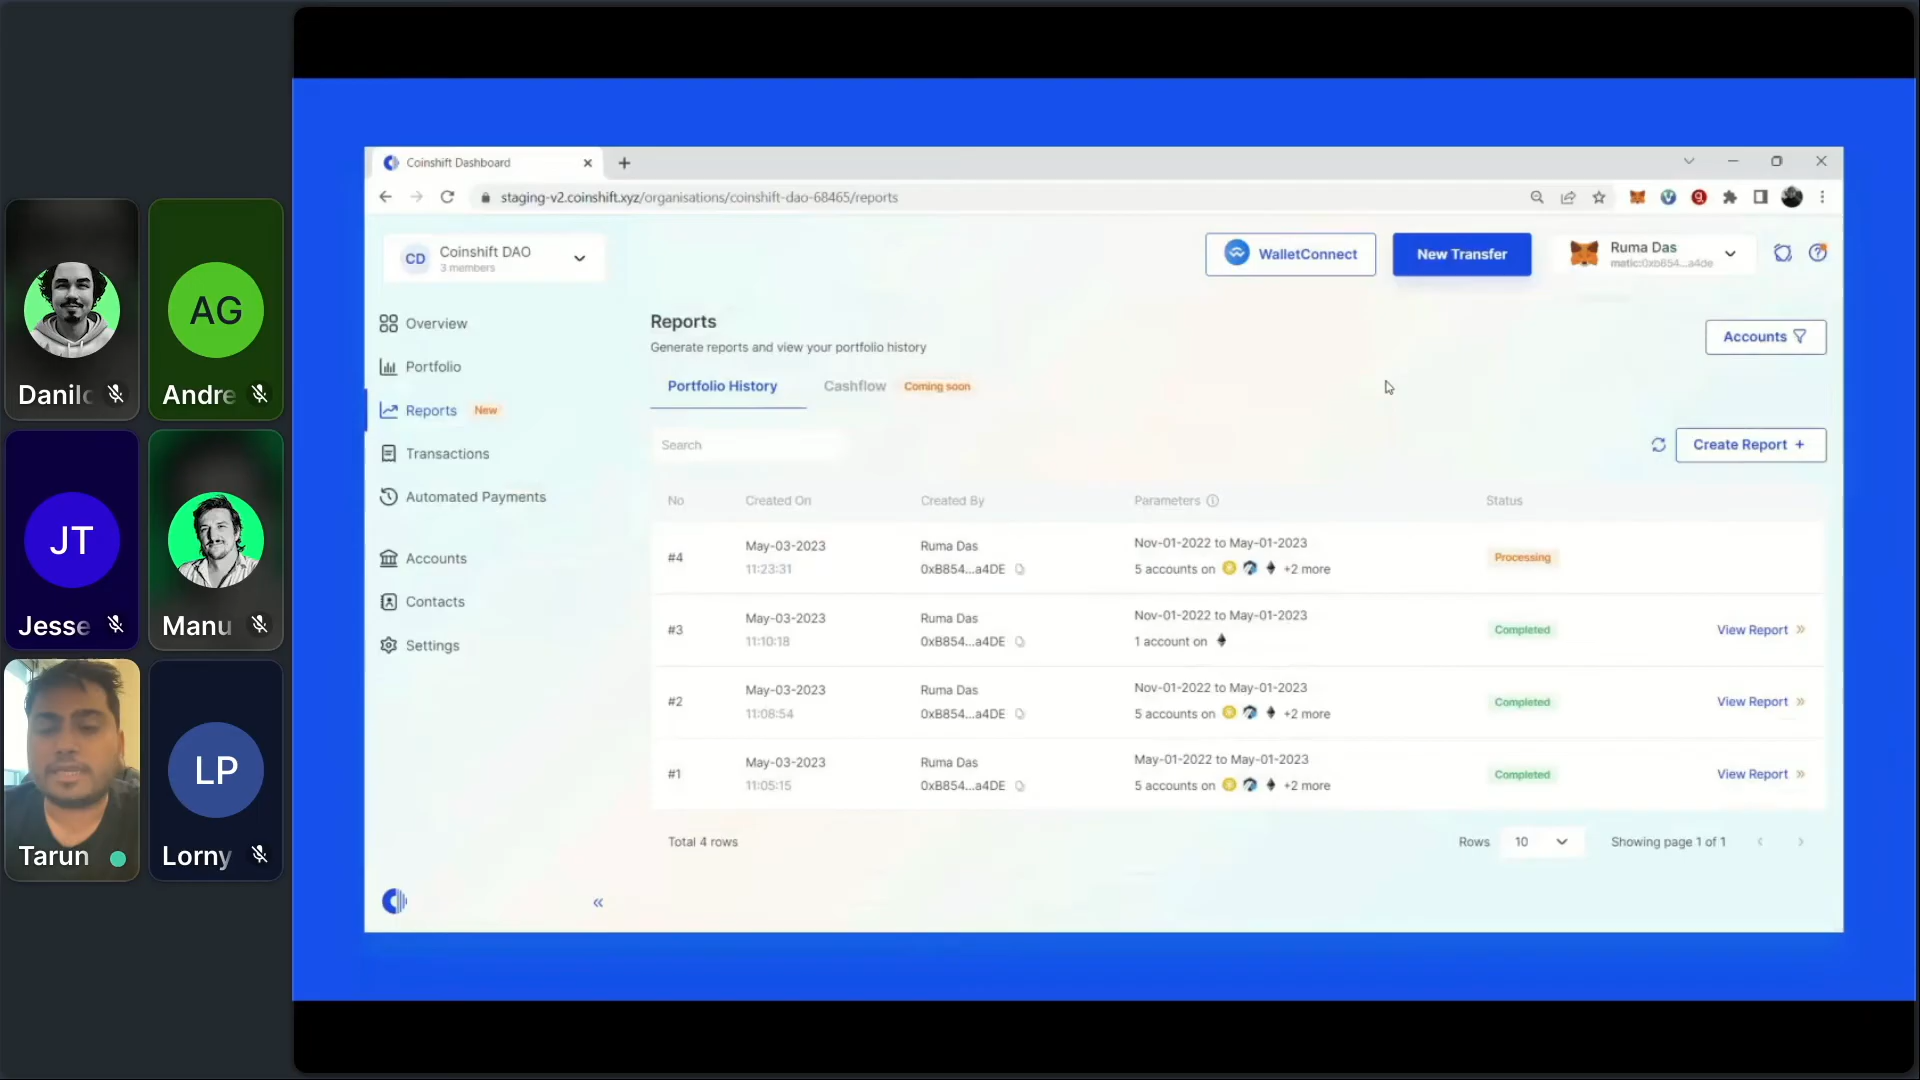 Danilo
AG
Andre
JT
Jesse
Manu
Tarun
LP
Lorny
Coinshift Dashboard
staging-v2.coinshift.xyz/organisations/coinshift-dao-68465/reports
CD
Coinshift DAO
3 members
WalletConnect
New Transfer
Ruma Das
matic:0xb854...a4de
Overview
Portfolio
Reports New
Transactions
Automated Payments
Accounts
Contacts
Settings
Reports
Generate reports and view your portfolio history
Accounts
Portfolio History
Cashflow Coming soon
Search
Create Report +
No Created On Created By Parameters Status
#4 May-03-2023 11:23:31 Ruma Das 0xB854...a4DE Nov-01-2022 to May-01-2023 5 accounts on +2 more Processing
#3 May-03-2023 11:10:18 Ruma Das 0xB854...a4DE Nov-01-2022 to May-01-2023 1 account on Completed View Report »
#2 May-03-2023 11:08:54 Ruma Das 0xB854...a4DE Nov-01-2022 to May-01-2023 5 accounts on +2 more Completed View Report »
#1 May-03-2023 11:05:15 Ruma Das 0xB854...a4DE May-01-2022 to May-01-2023 5 accounts on +2 more Completed View Report »
Total 4 rows
Rows 10
Showing page 1 of 1